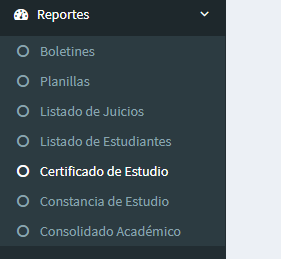 Reportes
Boletines
Planillas
Listado de Juicios
Listado de Estudiantes
Certificado de Estudio
Constancia de Estudio
Consolidado Académico